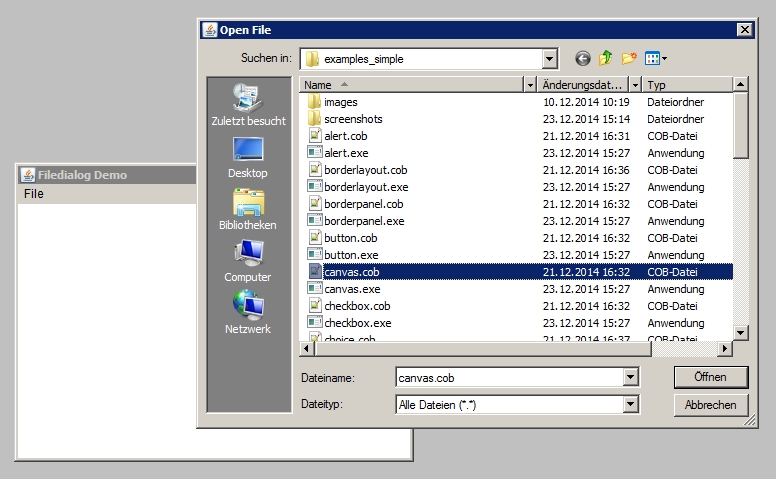 Open File
Suchen in: examples_simple
Name Änderungsdat... Typ
Zuletzt besucht
Desktop
Bibliotheken
Computer
Netzwerk
images 10.12.2014 10:19 Dateiordner
screenshots 23.12.2014 15:14 Dateiordner
alert.cob 21.12.2014 16:31 COB-Datei
alert.exe 23.12.2014 15:27 Anwendung
borderlayout.cob 21.12.2014 16:36 COB-Datei
borderlayout.exe 23.12.2014 15:27 Anwendung
borderpanel.cob 21.12.2014 16:32 COB-Datei
borderpanel.exe 23.12.2014 15:27 Anwendung
button.cob 21.12.2014 16:32 COB-Datei
button.exe 23.12.2014 15:27 Anwendung
canvas.cob 21.12.2014 16:32 COB-Datei
canvas.exe 23.12.2014 15:27 Anwendung
checkbox.cob 21.12.2014 16:32 COB-Datei
checkbox.exe 23.12.2014 15:27 Anwendung
choice.cob 21.12.2014 16:37 COB-Datei
Dateiname: canvas.cob Öffnen
Dateityp: Alle Dateien (*.*) Abbrechen
Filedialog Demo
File